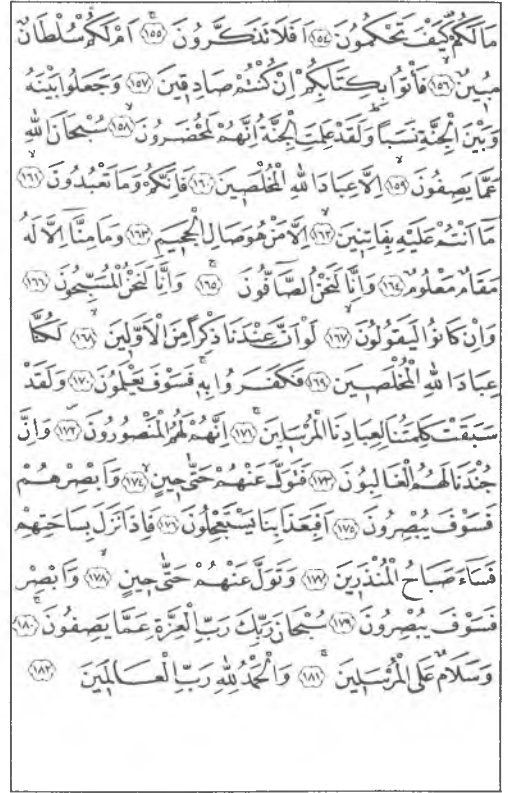 مَا لَكُمْ كَيْفَ تَحْكُمُونَ ﴿١٥٤﴾ اَفَلَا تَذَكَّرُونَ ﴿١٥٥﴾ اَمْ لَكُمْ سُلْطَانٌ
مُبِينٌ ﴿١٥٦﴾ فَأْتُوا بِكِتَابِكُمْ اِنْ كُنْتُمْ صَادِقِينَ ﴿١٥٧﴾ وَجَعَلُوا بَيْنَهُ
وَبَيْنَ الْجِنَّةِ نَسَبًا وَلَقَدْ عَلِمَتِ الْجِنَّةُ اِنَّهُمْ لَمُحْضَرُونَ ﴿١٥٨﴾ سُبْحَانَ اللهِ
عَمَّا يَصِفُونَ ﴿١٥٩﴾ اِلَّا عِبَادَ اللهِ الْمُخْلَصِينَ ﴿١٦٠﴾ فَاِنَّكُمْ وَمَا تَعْبُدُونَ ﴿١٦١﴾
مَا اَنْتُمْ عَلَيْهِ بِفَاتِنِينَ ﴿١٦٢﴾ اِلَّا مَنْ هُوَ صَالِ الْجَحِيمِ ﴿١٦٣﴾ وَمَا مِنَّا اِلَّا لَهُ
مَقَامٌ مَعْلُومٌ ﴿١٦٤﴾ وَاِنَّا لَنَحْنُ الصَّافُّونَ ﴿١٦٥﴾ وَاِنَّا لَنَحْنُ الْمُسَبِّحُونَ ﴿١٦٦﴾
وَاِنْ كَانُوا لَيَقُولُونَ ﴿١٦٧﴾ لَوْ اَنَّ عِنْدَنَا ذِكْرًا مِنَ الْاَوَّلِينَ ﴿١٦٨﴾ لَكُنَّا
عِبَادَ اللهِ الْمُخْلَصِينَ ﴿١٦٩﴾ فَكَفَرُوا بِهِ فَسَوْفَ يَعْلَمُونَ ﴿١٧٠﴾ وَلَقَدْ
سَبَقَتْ كَلِمَتُنَا لِعِبَادِنَا الْمُرْسَلِينَ ﴿١٧١﴾ اِنَّهُمْ لَهُمُ الْمَنْصُورُونَ ﴿١٧٢﴾ وَاِنَّ
جُنْدَنَا لَهُمُ الْغَالِبُونَ ﴿١٧٣﴾ فَتَوَلَّ عَنْهُمْ حَتّٰى حِينٍ ﴿١٧٤﴾ وَاَبْصِرْهُمْ
فَسَوْفَ يُبْصِرُونَ ﴿١٧٥﴾ اَفَبِعَذَابِنَا يَسْتَعْجِلُونَ ﴿١٧٦﴾ فَاِذَا نَزَلَ بِسَاحَتِهِمْ
فَسَاءَ صَبَاحُ الْمُنْذَرِينَ ﴿١٧٧﴾ وَتَوَلَّ عَنْهُمْ حَتّٰى حِينٍ ﴿١٧٨﴾ وَاَبْصِرْ
فَسَوْفَ يُبْصِرُونَ ﴿١٧٩﴾ سُبْحَانَ رَبِّكَ رَبِّ الْعِزَّةِ عَمَّا يَصِفُونَ ﴿١٨٠﴾
وَسَلَامٌ عَلَى الْمُرْسَلِينَ ﴿١٨١﴾ وَالْحَمْدُ لِلّٰهِ رَبِّ الْعَالَمِينَ ﴿١٨٢﴾